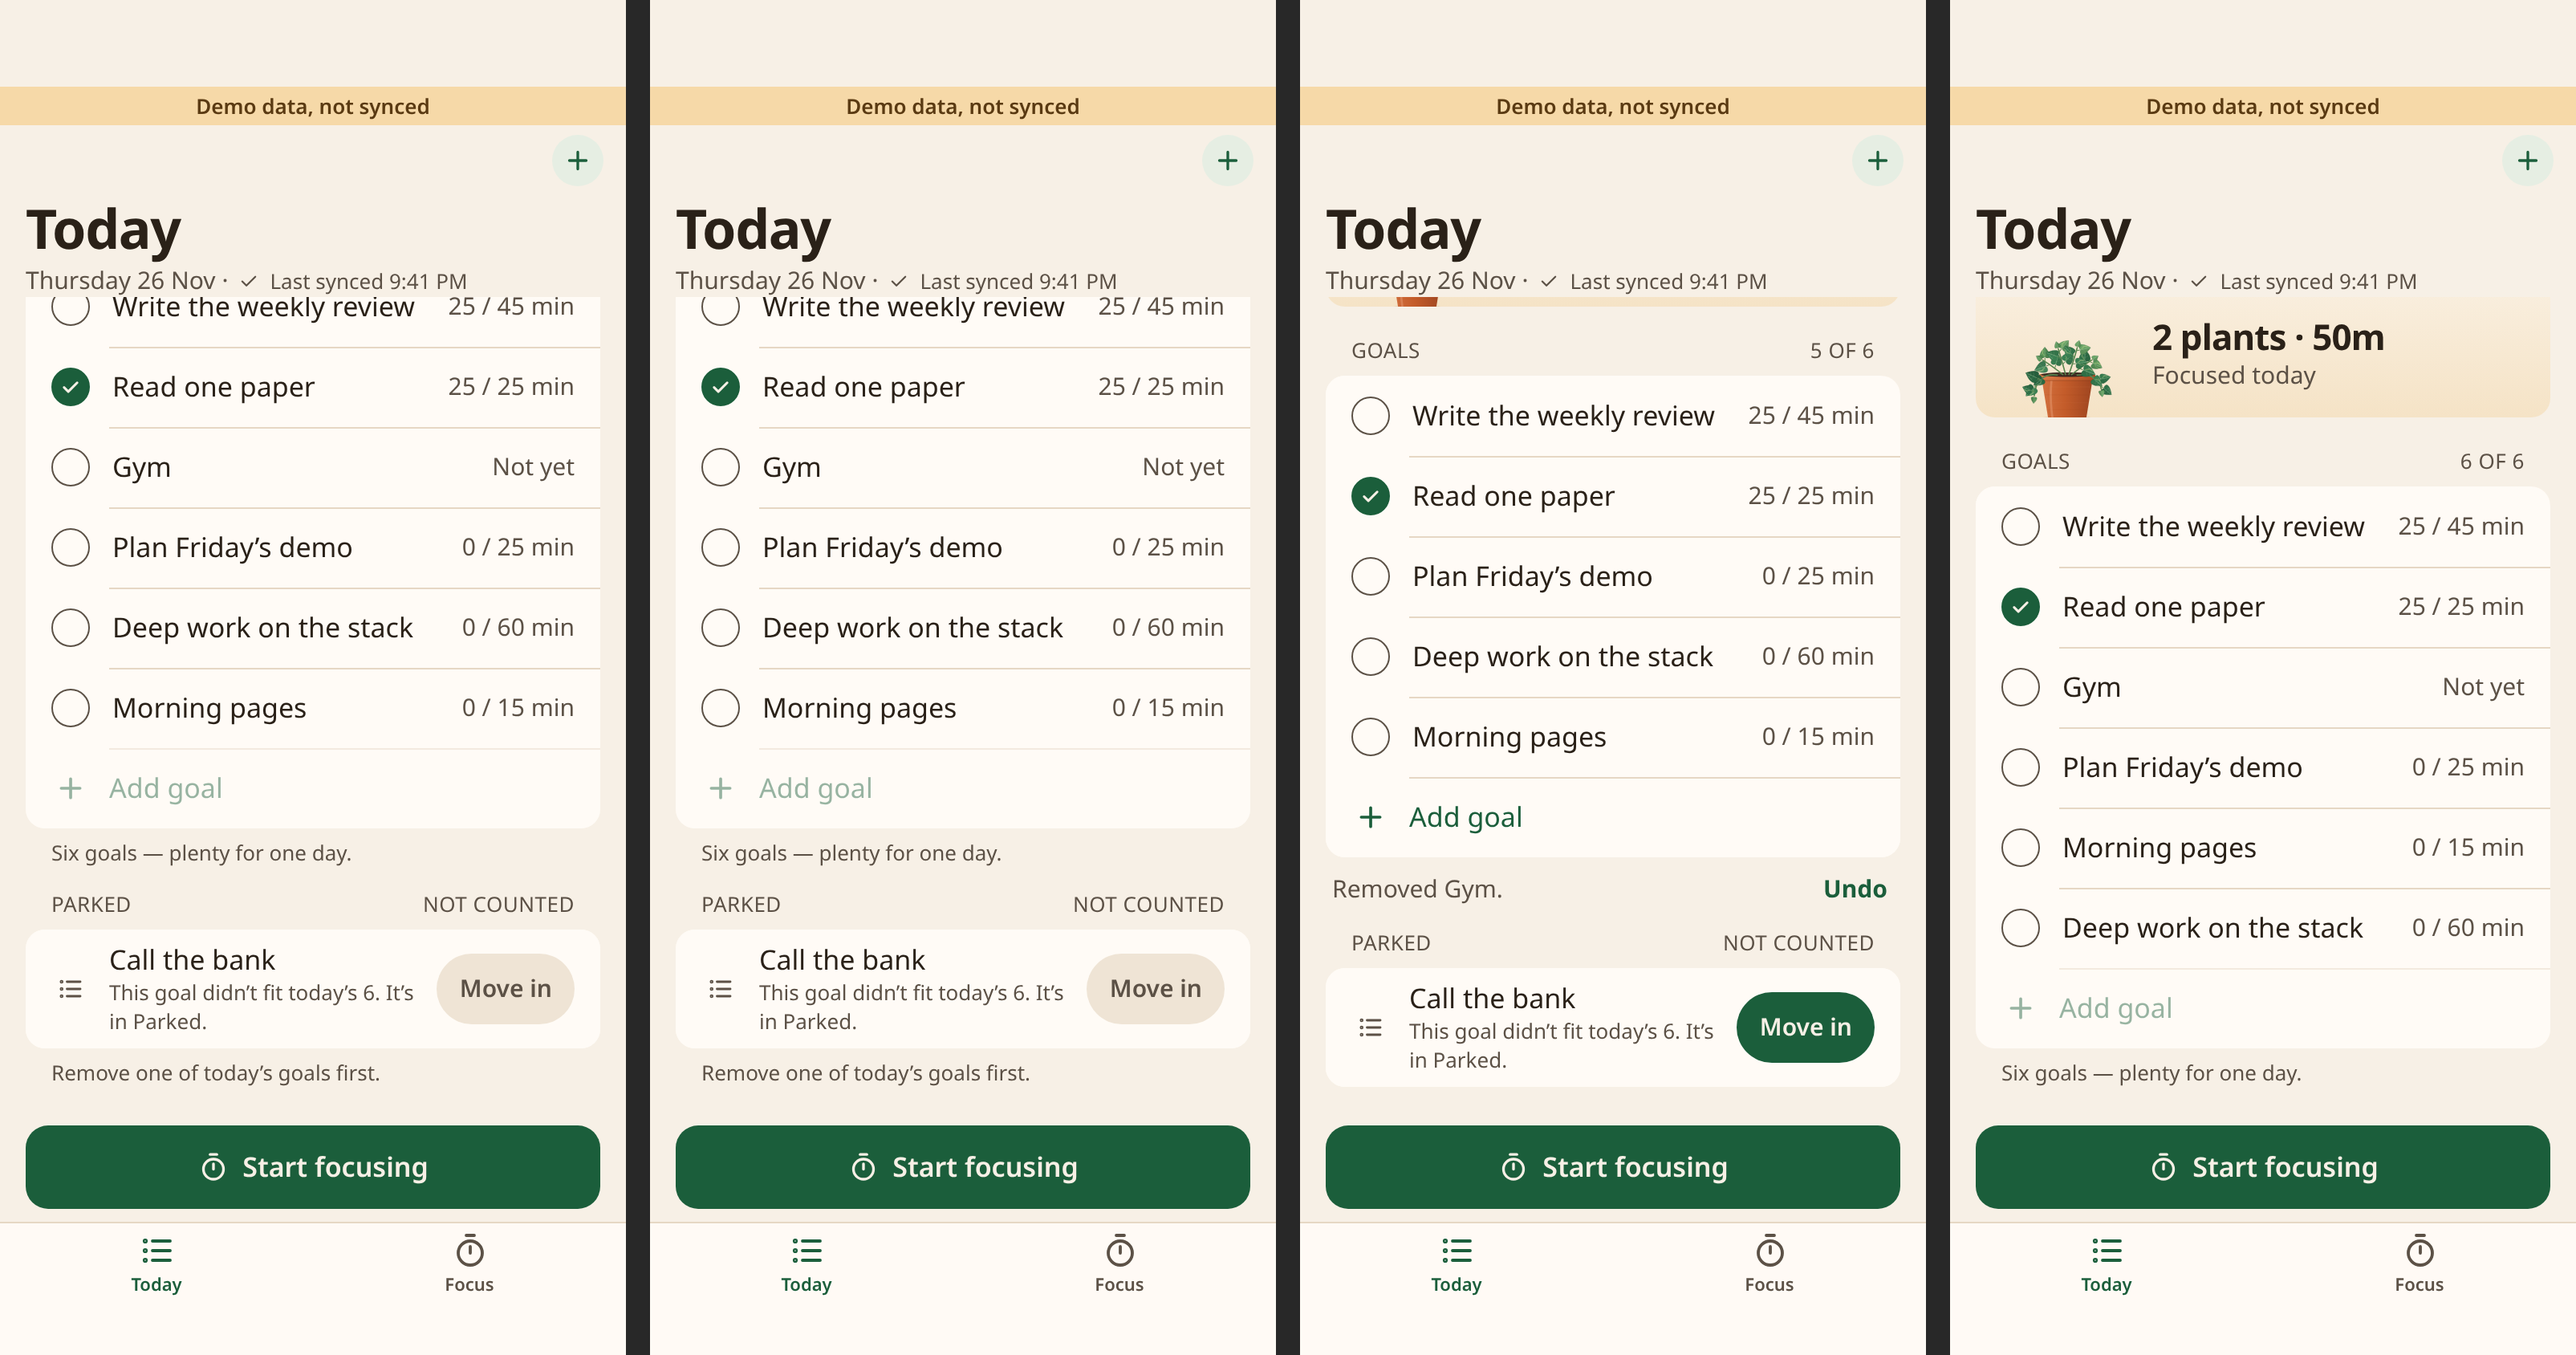 Demo data, not synced
Today
Thursday 26 Nov · ✓ Last synced 9:41 PM
Write the weekly review 25 / 45 min
Read one paper 25 / 25 min
Gym Not yet
Plan Friday’s demo 0 / 25 min
Deep work on the stack 0 / 60 min
Morning pages 0 / 15 min
+ Add goal
Six goals — plenty for one day.
PARKED NOT COUNTED
Call the bank
This goal didn’t fit today’s 6. It’s
in Parked.
Move in
Remove one of today’s goals first.
Start focusing
Today Focus
Demo data, not synced
Today
Thursday 26 Nov · ✓ Last synced 9:41 PM
Write the weekly review 25 / 45 min
Read one paper 25 / 25 min
Gym Not yet
Plan Friday’s demo 0 / 25 min
Deep work on the stack 0 / 60 min
Morning pages 0 / 15 min
+ Add goal
Six goals — plenty for one day.
PARKED NOT COUNTED
Call the bank
This goal didn’t fit today’s 6. It’s
in Parked.
Move in
Remove one of today’s goals first.
Start focusing
Today Focus
Demo data, not synced
Today
Thursday 26 Nov · ✓ Last synced 9:41 PM
GOALS 5 OF 6
Write the weekly review 25 / 45 min
Read one paper 25 / 25 min
Plan Friday’s demo 0 / 25 min
Deep work on the stack 0 / 60 min
Morning pages 0 / 15 min
+ Add goal
Removed Gym. Undo
PARKED NOT COUNTED
Call the bank
This goal didn’t fit today’s 6. It’s
in Parked.
Move in
Start focusing
Today Focus
Demo data, not synced
Today
Thursday 26 Nov · ✓ Last synced 9:41 PM
2 plants · 50m
Focused today
GOALS 6 OF 6
Write the weekly review 25 / 45 min
Read one paper 25 / 25 min
Gym Not yet
Plan Friday’s demo 0 / 25 min
Morning pages 0 / 15 min
Deep work on the stack 0 / 60 min
+ Add goal
Six goals — plenty for one day.
Start focusing
Today Focus